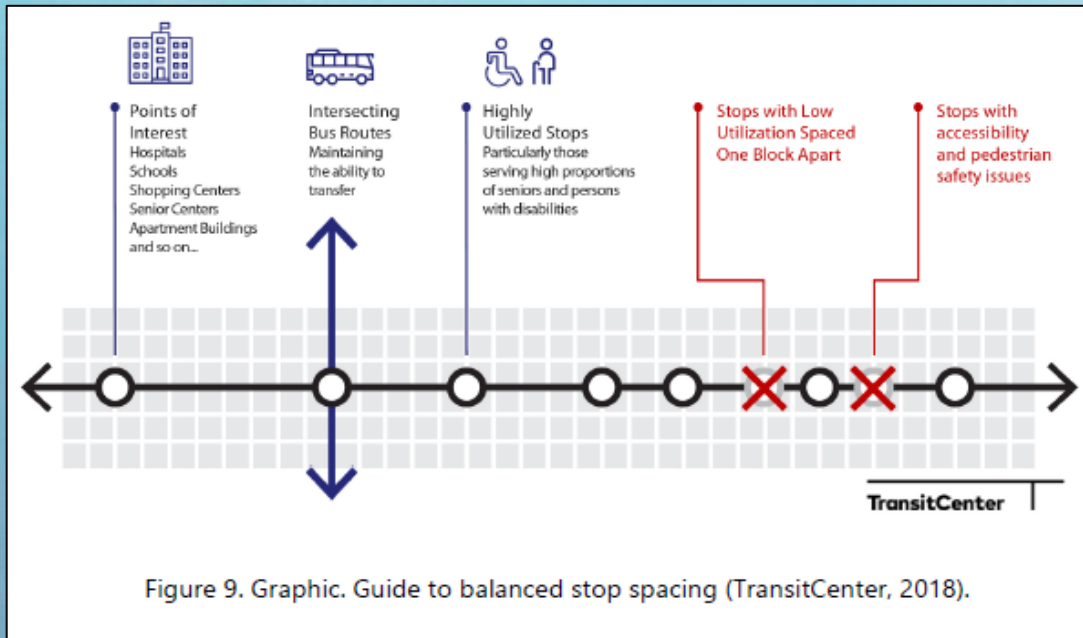 Points of
Interest
Hospitals
Schools
Shopping Centers
Senior Centers
Apartment Buildings
and so on...
Intersecting
Bus Routes
Maintaining
the ability to
transfer
Highly
Utilized Stops
Particularly those
serving high proportions
of seniors and persons
with disabilities
Stops with Low
Utilization Spaced
One Block Apart
Stops with
accessibility
and pedestrian
safety issues
TransitCenter
Figure 9. Graphic. Guide to balanced stop spacing (TransitCenter, 2018).